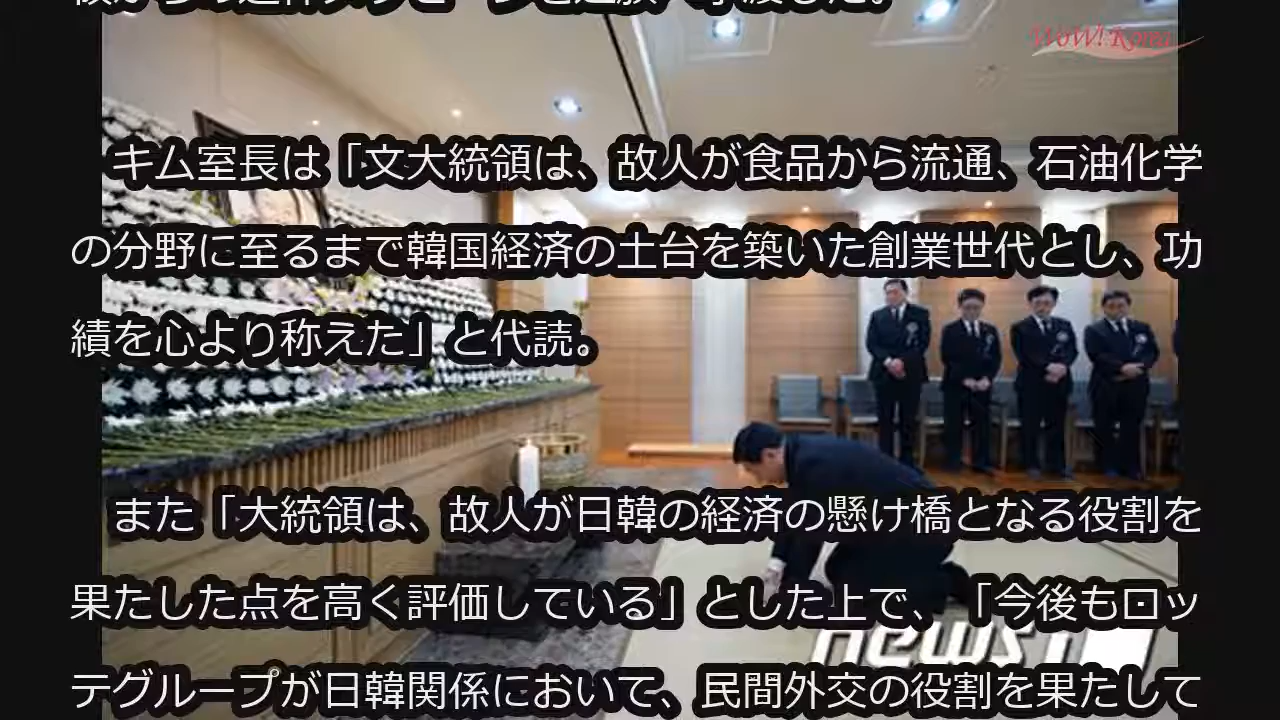 WoW! Korea
キム室長は「文大統領は、故人が食品から流通、石油化学
の分野に至るまで韓国経済の土台を築いた創業世代とし、功
績を心より称えた」と代読。
また「大統領は、故人が日韓の経済の懸け橋となる役割を
果たした点を高く評価している」とした上で、「今後もロッ
テグループが日韓関係において、民間外交の役割を果たして
news1